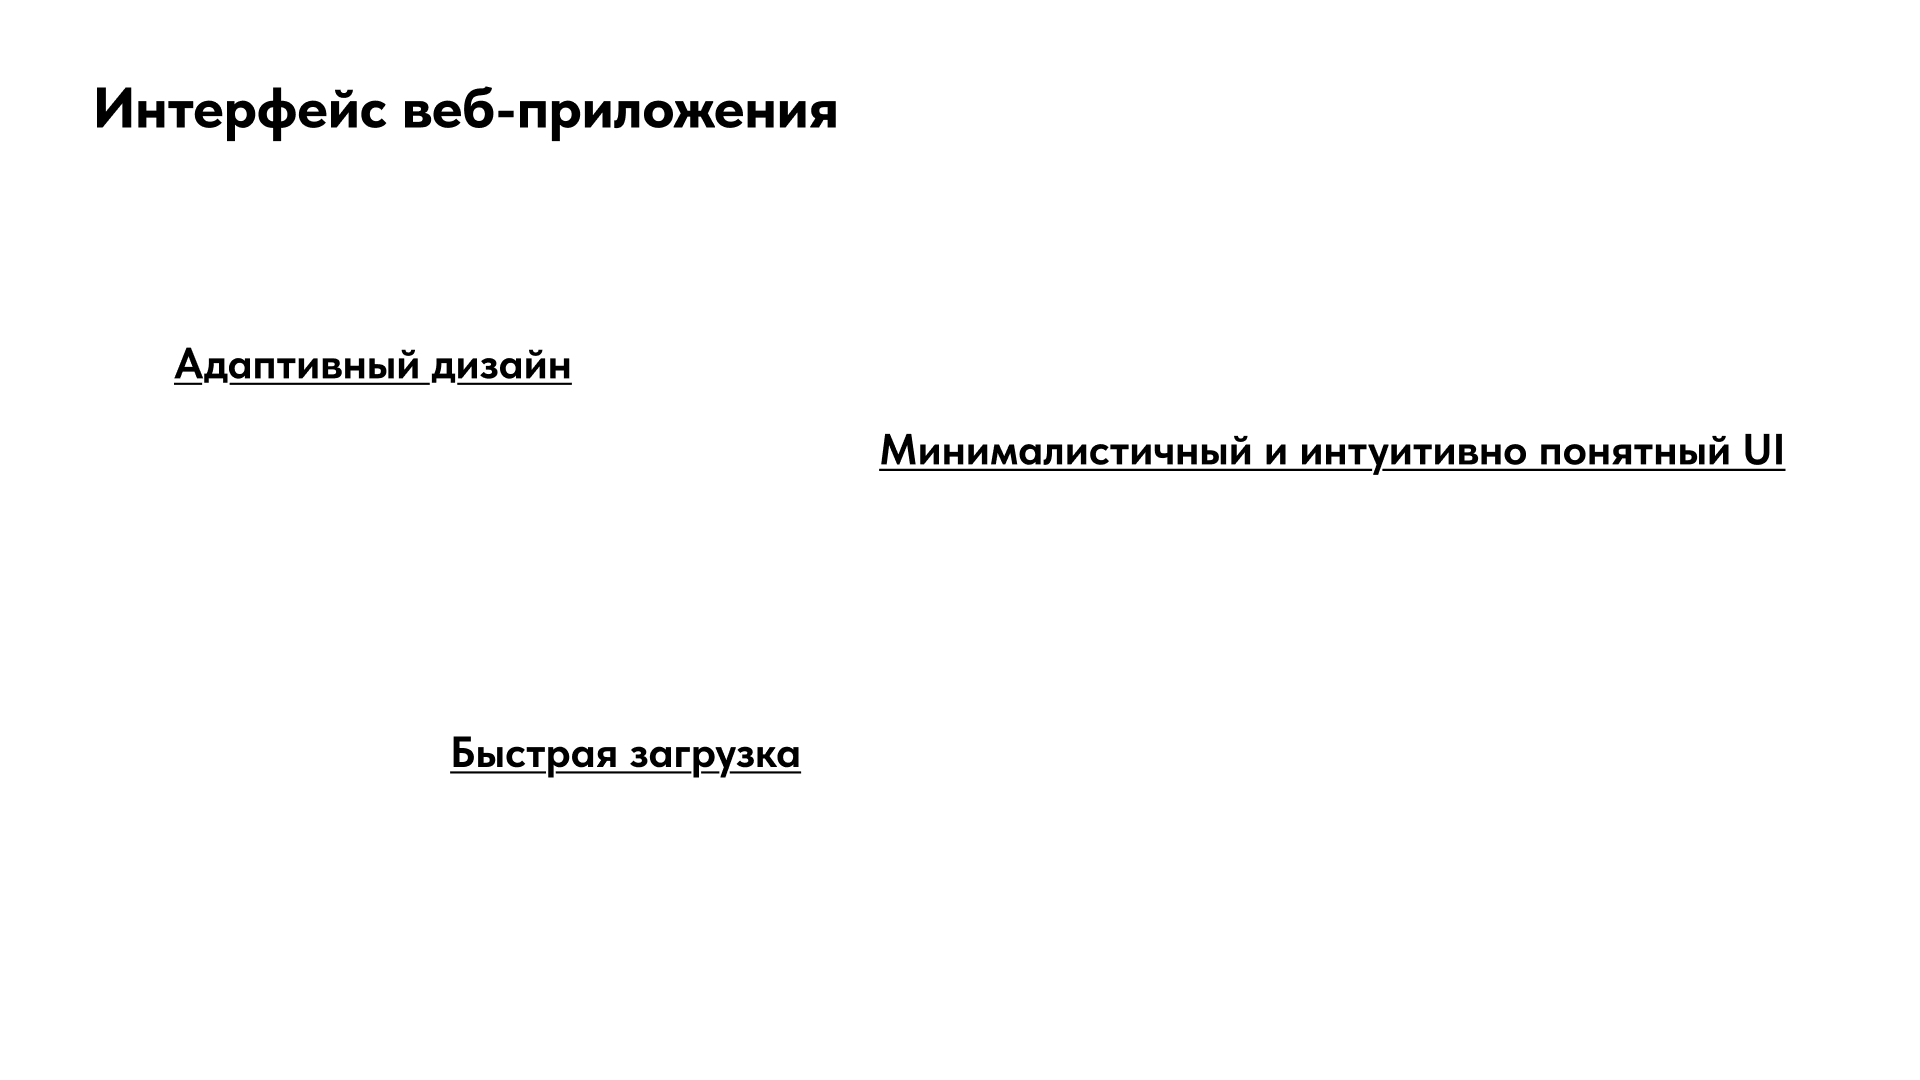 Интерфейс веб-приложения
Адаптивный дизайн
Минималистичный и интуитивно понятный UI
Быстрая загрузка